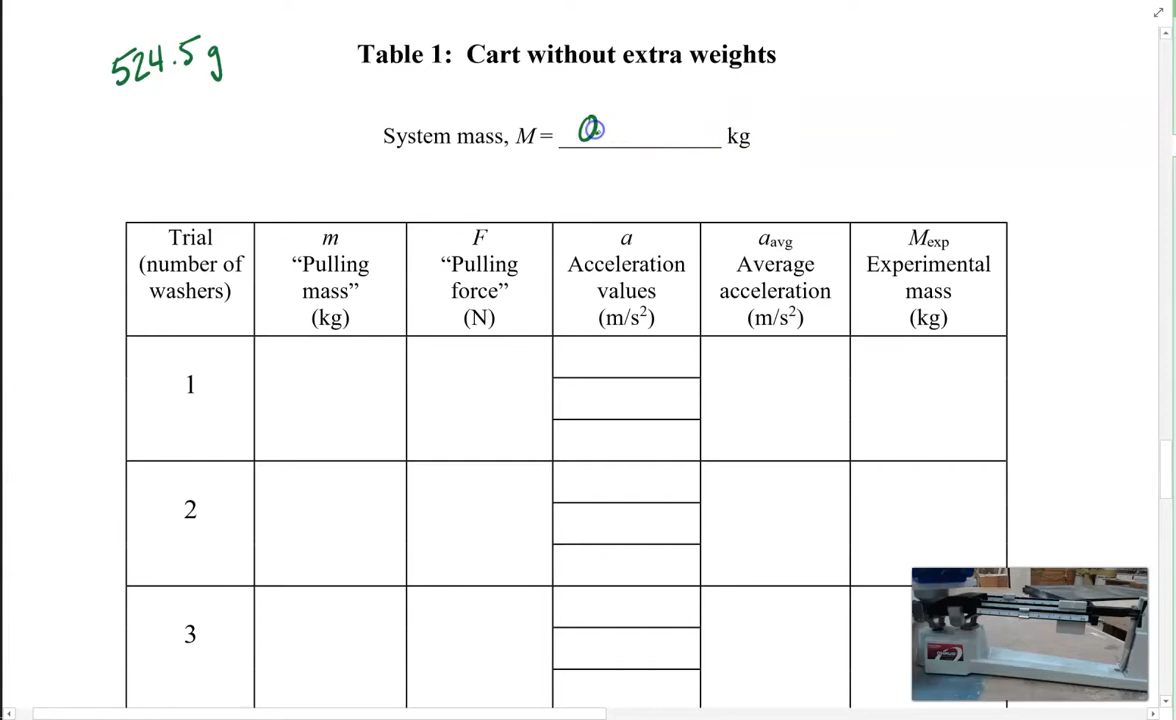 524.5 g
Table 1: Cart without extra weights
System mass, M = 0 kg
Trial
(number of
washers)
m
“Pulling
mass”
(kg)
F
“Pulling
force”
(N)
a
Acceleration
values
(m/s²)
aavg
Average
acceleration
(m/s²)
Mexp
Experimental
mass
(kg)
1
2
3